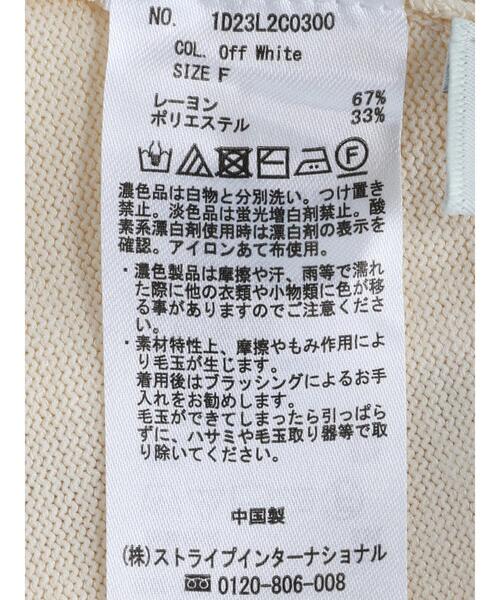 NO. 1D23L2C0300
COL. Off White
SIZE F
レーヨン 67%
ポリエステル 33%
F
濃色品は白物と分別洗い。つけ置き
禁止。淡色品は蛍光増白剤禁止。酸
素系漂白剤使用時は漂白剤の表示を
確認。アイロンあて布使用。
・濃色製品は摩擦や汗、雨等で濡れ
た際に他の衣類や小物類に色が移
る事がありますのでご注意くださ
い。
・素材特性上、摩擦やもみ作用によ
り毛玉が生じます。
着用後はブラッシングによるお手
入れをお勧めします。
毛玉ができてしまったら引っぱら
ずに、ハサミや毛玉取り器等で取
り除いてください。
中国製
(株)ストライプインターナショナル
0120-806-008